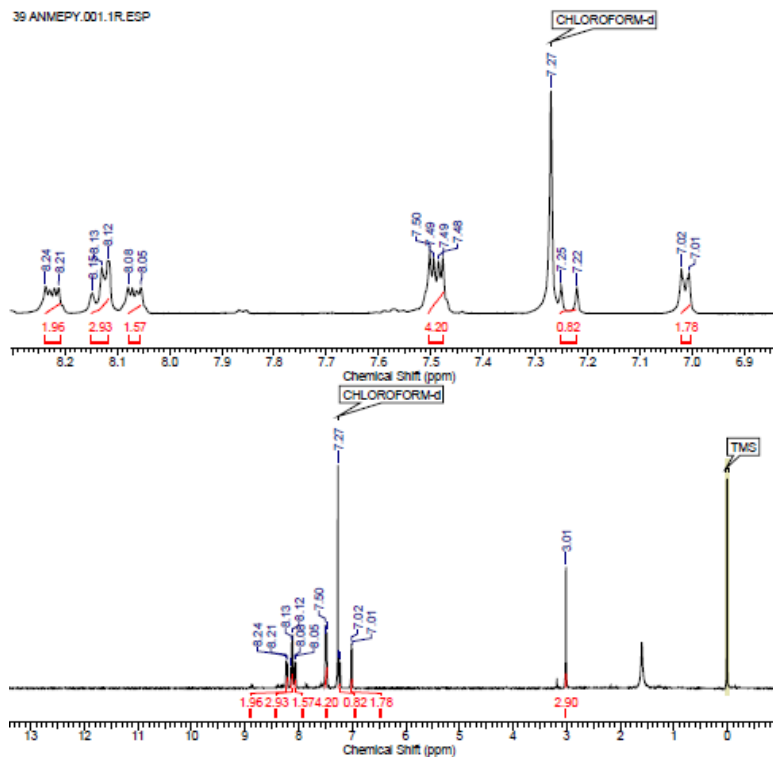 39 ANMEPY.001.1R.ESP
CHLOROFORM-d
7.27
8.24
8.21
8.15
8.13
8.12
8.08
8.05
7.50
7.49
7.49
7.48
7.25
7.22
7.02
7.01
1.96 2.93 1.57 4.20 0.82 1.78
8.2 8.1 8.0 7.9 7.8 7.7 7.6 7.5 7.4 7.3 7.2 7.1 7.0 6.9
Chemical Shift (ppm)
CHLOROFORM-d
7.27
TMS
8.24
8.21
8.13
8.12
8.08
8.05
7.50
7.02
7.01
3.01
1.96 2.93 1.57 4.20 0.82 1.78 2.90
13 12 11 10 9 8 7 6 5 4 3 2 1 0
Chemical Shift (ppm)